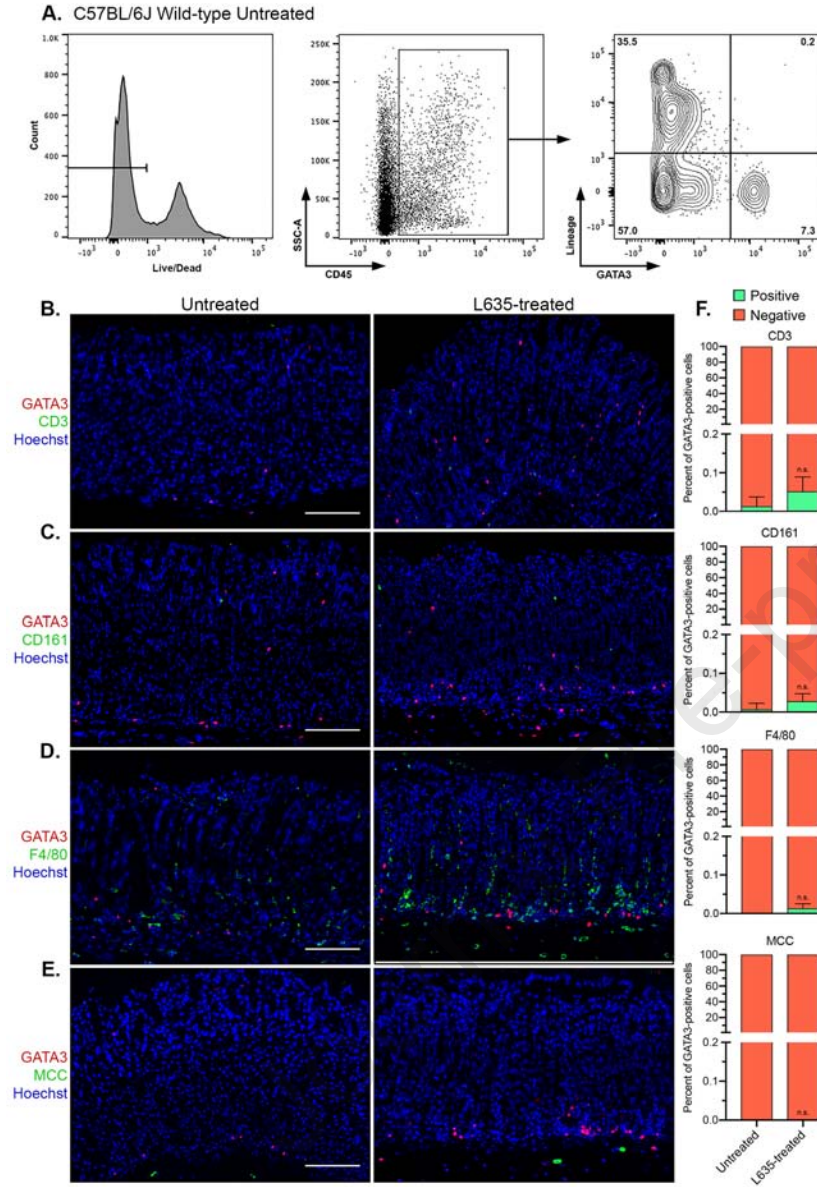 A. C57BL/6J Wild-type Untreated
1.0K
800
600
400
200
0
Count
-10³ 0 10³ 10⁴ 10⁵
Live/Dead
250K
200K
150K
100K
50K
0
SSC-A
-10³ 0 10³ 10⁴ 10⁵
CD45
35.5 0.2
57.0 7.3
10⁵
10⁴
10³
0
-10³
Lineage
-10³ 0 10³ 10⁴ 10⁵
GATA3
Untreated L635-treated
B.
GATA3
CD3
Hoechst
C.
GATA3
CD161
Hoechst
D.
GATA3
F4/80
Hoechst
E.
GATA3
MCC
Hoechst
F.
Positive
Negative
CD3
Percent of GATA3-positive cells
100
80
60
40
20
0.2
0.1
0.0
n.s.
CD161
Percent of GATA3-positive cells
100
80
60
40
20
0.2
0.1
0.0
n.s.
F4/80
Percent of GATA3-positive cells
100
80
60
40
20
0.2
0.1
0.0
n.s.
MCC
Percent of GATA3-positive cells
100
80
60
40
20
0.2
0.1
0.0
n.s.
Untreated
L635-treated